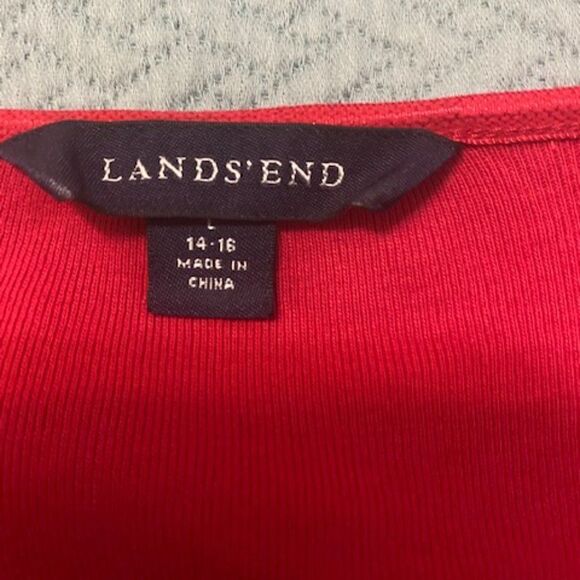 LANDS' END
L
14-16
MADE IN
CHINA